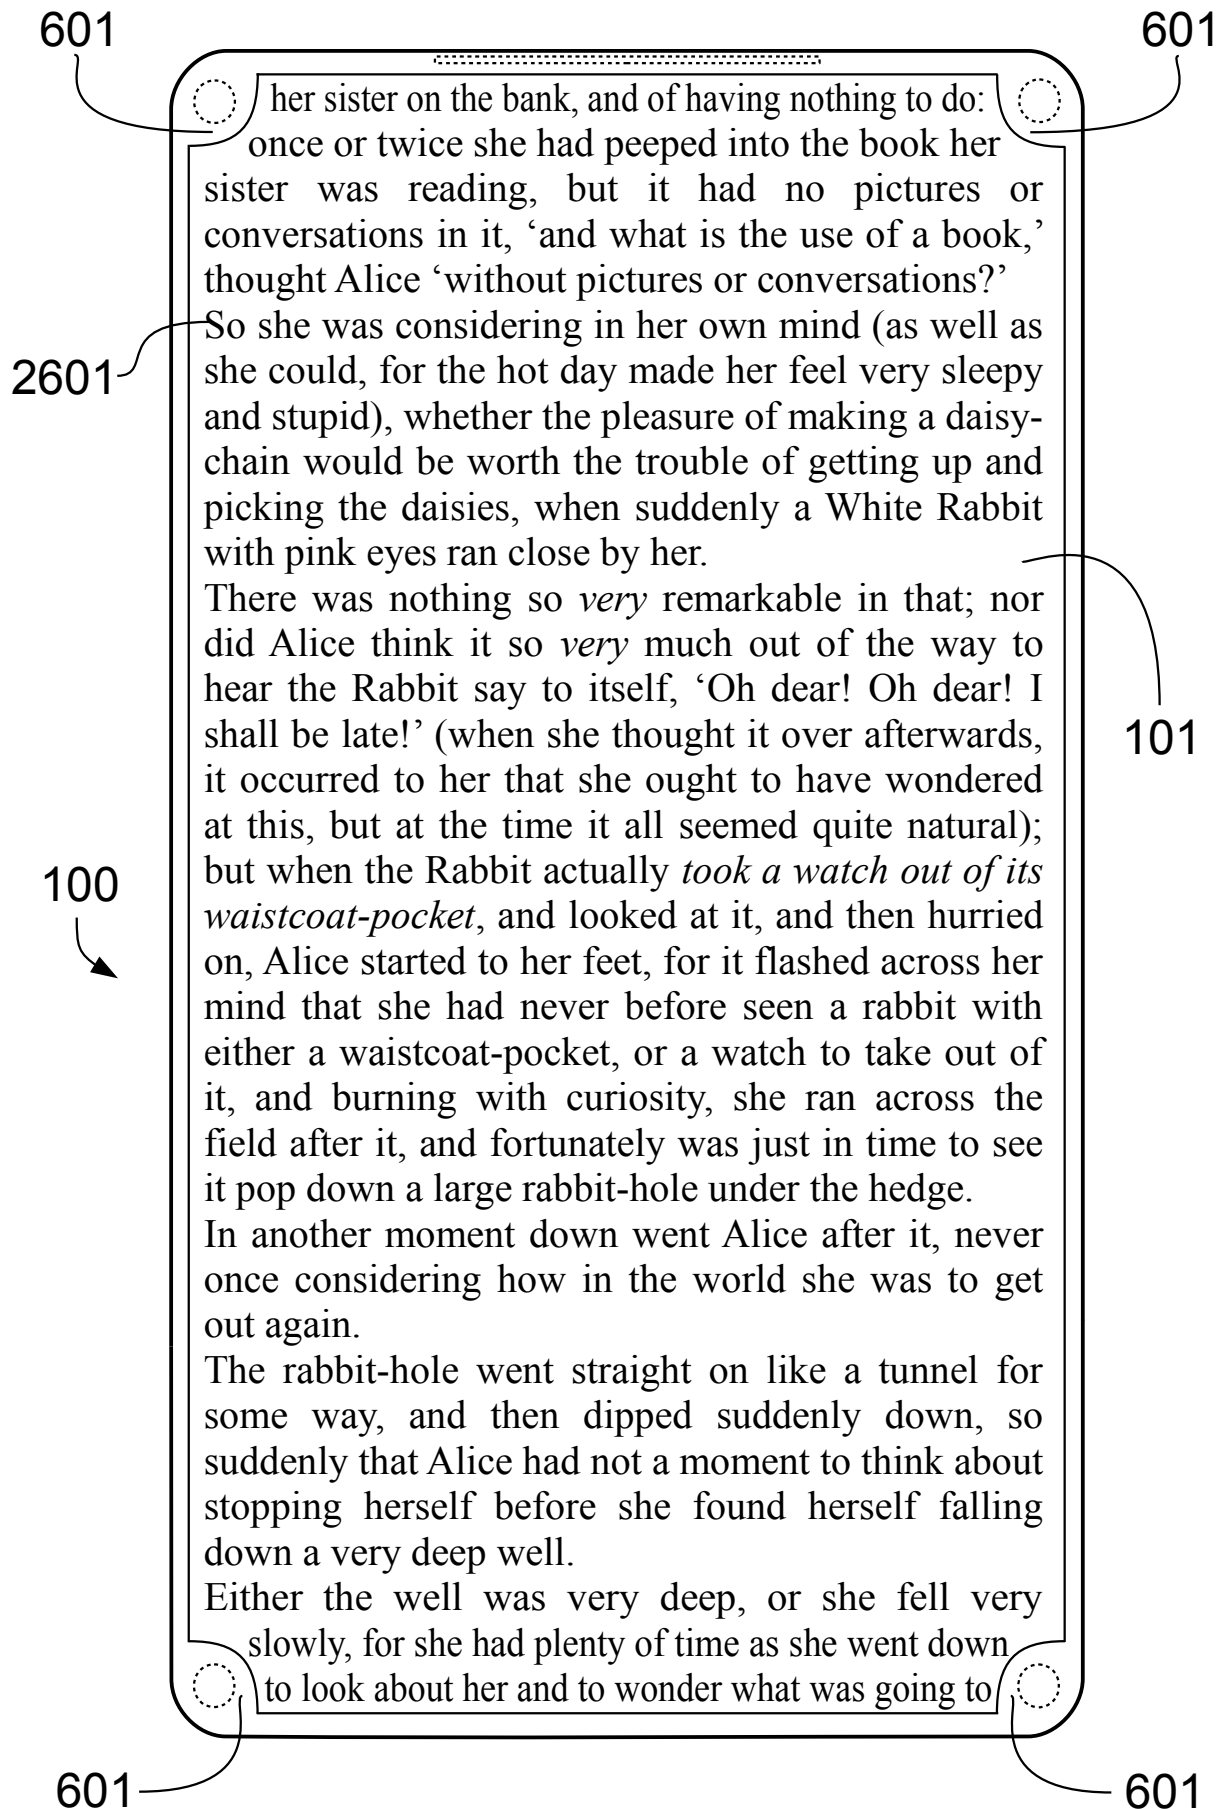 601
601
her sister on the bank, and of having nothing to do:
once or twice she had peeped into the book her
sister was reading, but it had no pictures or
conversations in it, ‘and what is the use of a book,’
thought Alice ‘without pictures or conversations?’
So she was considering in her own mind (as well as
2601
she could, for the hot day made her feel very sleepy
and stupid), whether the pleasure of making a daisy-
chain would be worth the trouble of getting up and
picking the daisies, when suddenly a White Rabbit
with pink eyes ran close by her.
There was nothing so very remarkable in that; nor
did Alice think it so very much out of the way to
hear the Rabbit say to itself, ‘Oh dear! Oh dear! I
shall be late!’ (when she thought it over afterwards,
101
it occurred to her that she ought to have wondered
at this, but at the time it all seemed quite natural);
but when the Rabbit actually took a watch out of its
100
waistcoat-pocket, and looked at it, and then hurried
on, Alice started to her feet, for it flashed across her
mind that she had never before seen a rabbit with
either a waistcoat-pocket, or a watch to take out of
it, and burning with curiosity, she ran across the
field after it, and fortunately was just in time to see
it pop down a large rabbit-hole under the hedge.
In another moment down went Alice after it, never
once considering how in the world she was to get
out again.
The rabbit-hole went straight on like a tunnel for
some way, and then dipped suddenly down, so
suddenly that Alice had not a moment to think about
stopping herself before she found herself falling
down a very deep well.
Either the well was very deep, or she fell very
slowly, for she had plenty of time as she went down
to look about her and to wonder what was going to
601
601